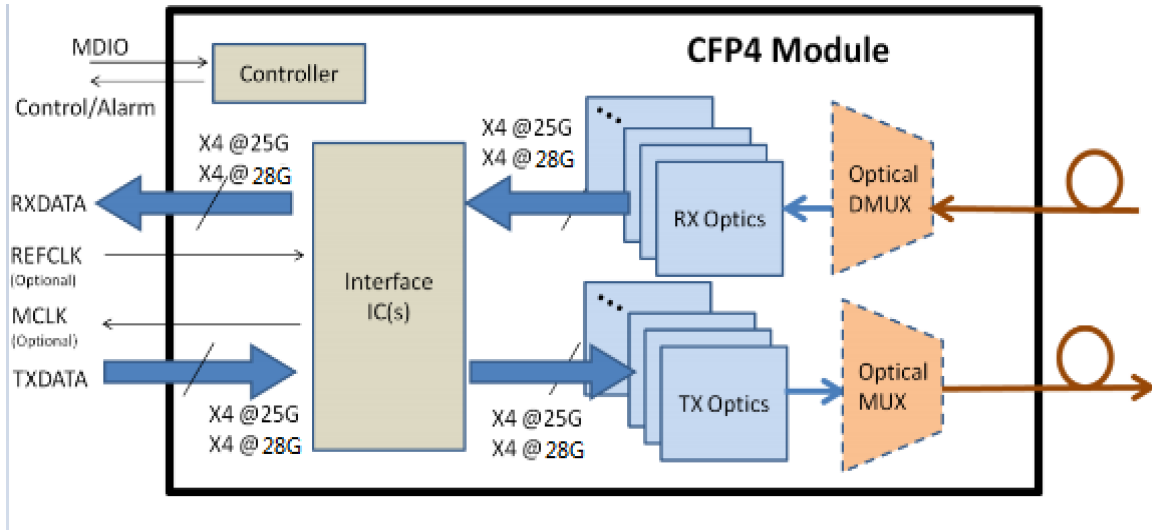 CFP4 Module
MDIO
Controller
Control/Alarm
X4 @25G
X4 @ 28G
X4 @25G
X4 @ 28G
RXDATA
REFCLK
(Optional)
MCLK
(Optional)
TXDATA
Interface
IC(s)
RX Optics
Optical
DMUX
TX Optics
Optical
MUX
X4 @25G
X4 @ 28G
X4 @25G
X4 @ 28G